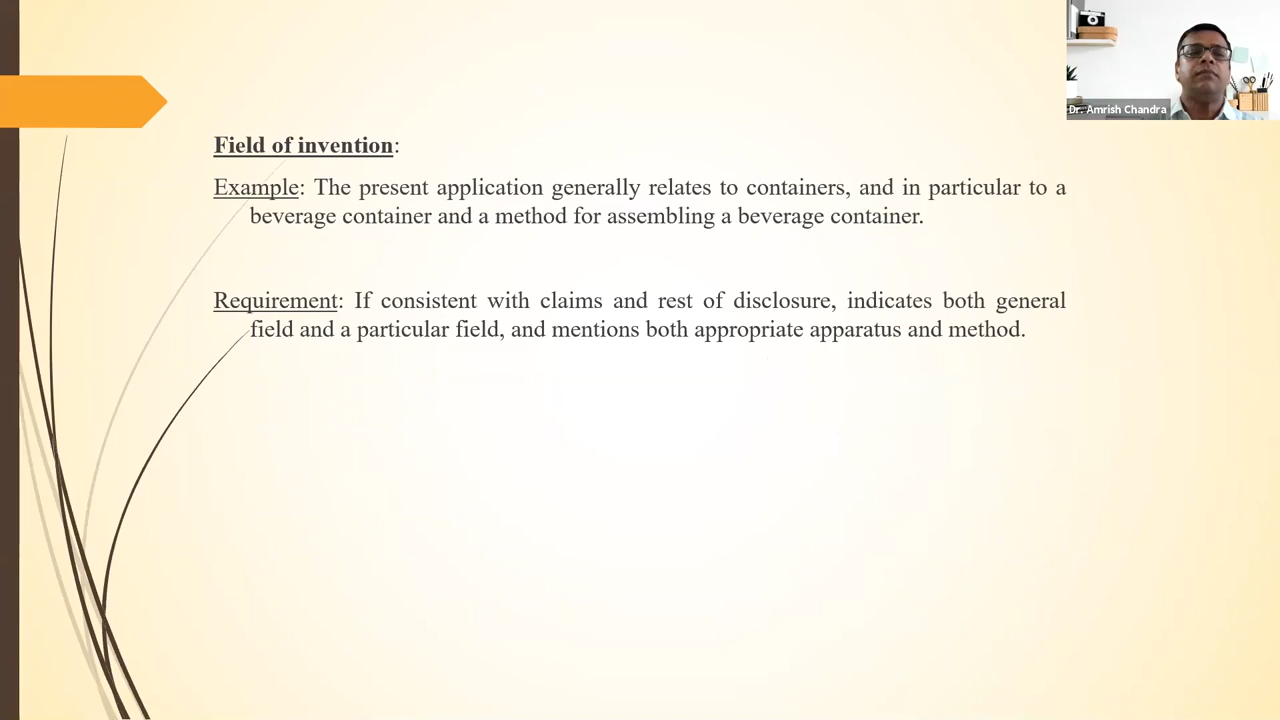 Dr. Amrish Chandra
Field of invention:
Example: The present application generally relates to containers, and in particular to a
beverage container and a method for assembling a beverage container.
Requirement: If consistent with claims and rest of disclosure, indicates both general
field and a particular field, and mentions both appropriate apparatus and method.